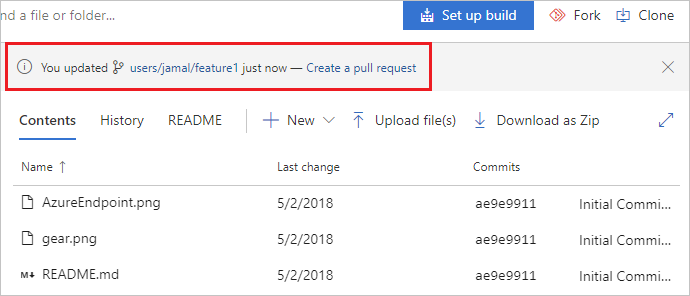 nd a file or folder...
Set up build
Fork
Clone
You updated users/jamal/feature1 just now — Create a pull request
Contents History README New Upload file(s) Download as Zip
Name ↑ Last change Commits
AzureEndpoint.png 5/2/2018 ae9e9911 Initial Commi...
gear.png 5/2/2018 ae9e9911 Initial Commi...
M↓ README.md 5/2/2018 ae9e9911 Initial Commi...